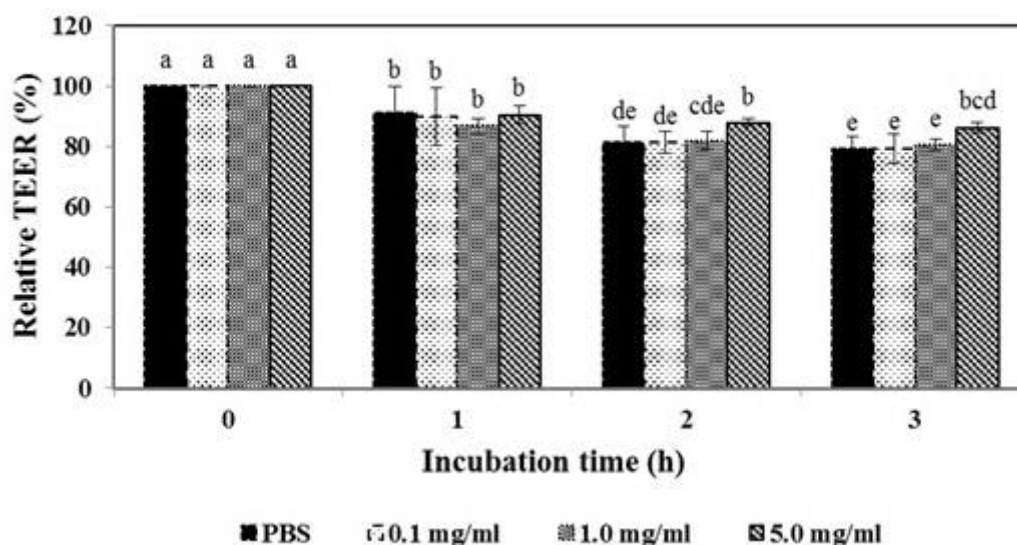 Relative TEER (%)
120
100
80
60
40
20
0
a a a a
b b b b
de de cde b
e e e bcd
0 1 2 3
Incubation time (h)
PBS 0.1 mg/ml 1.0 mg/ml 5.0 mg/ml